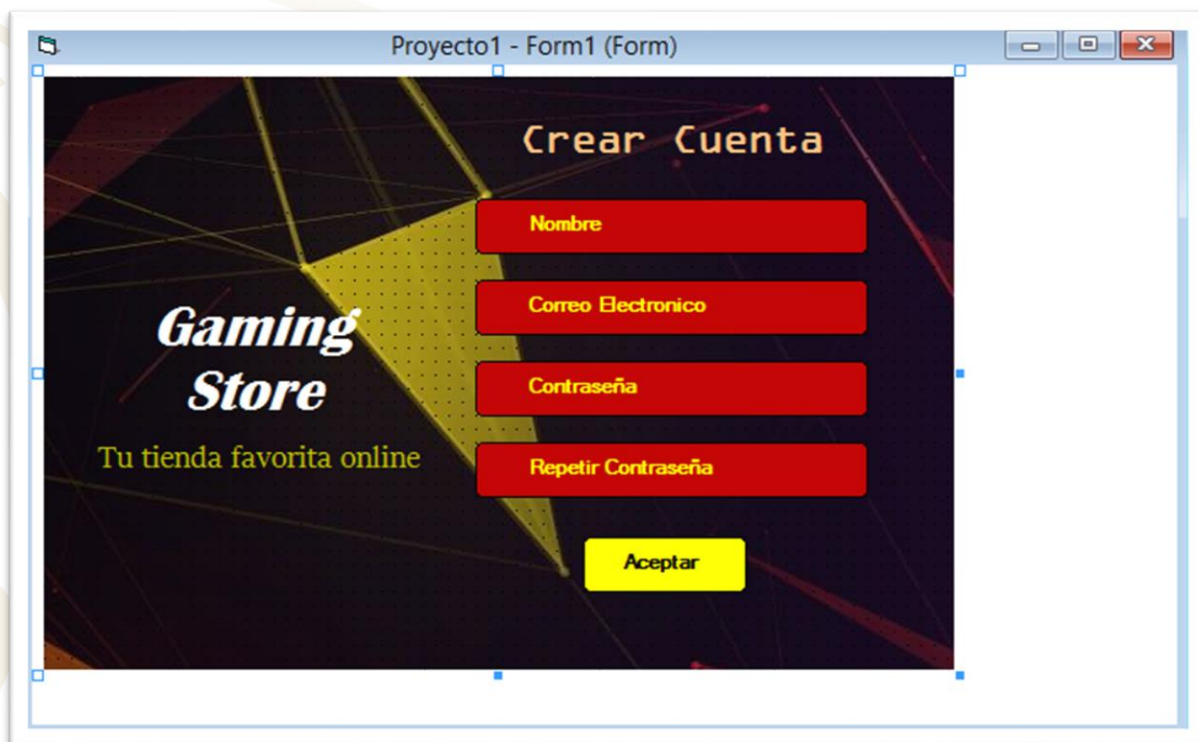 Proyecto1 - Form1 (Form)
Crear Cuenta
Nombre
Correo Electronico
Contraseña
Repetir Contraseña
Aceptar
Gaming
Store
Tu tienda favorita online